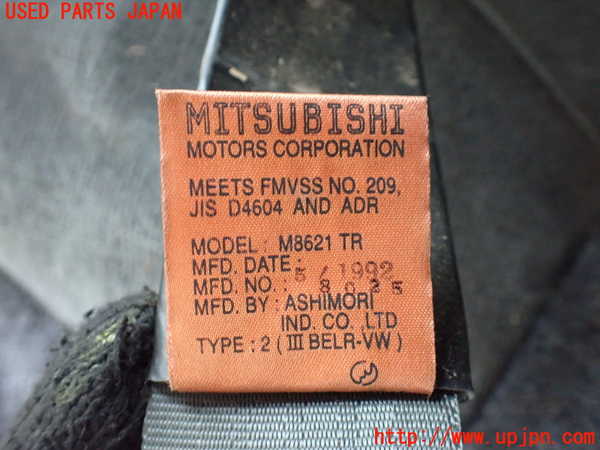 USED PARTS JAPAN
MITSUBISHI
MOTORS CORPORATION
MEETS FMVSS NO. 209,
JIS D4604 AND ADR
MODEL: M8621 TR
MFD. DATE: 5/1992
MFD. NO.: 8035
MFD. BY: ASHIMORI
IND. CO., LTD
TYPE: 2 (III BELR-VW)
http://www.upjpn.com/